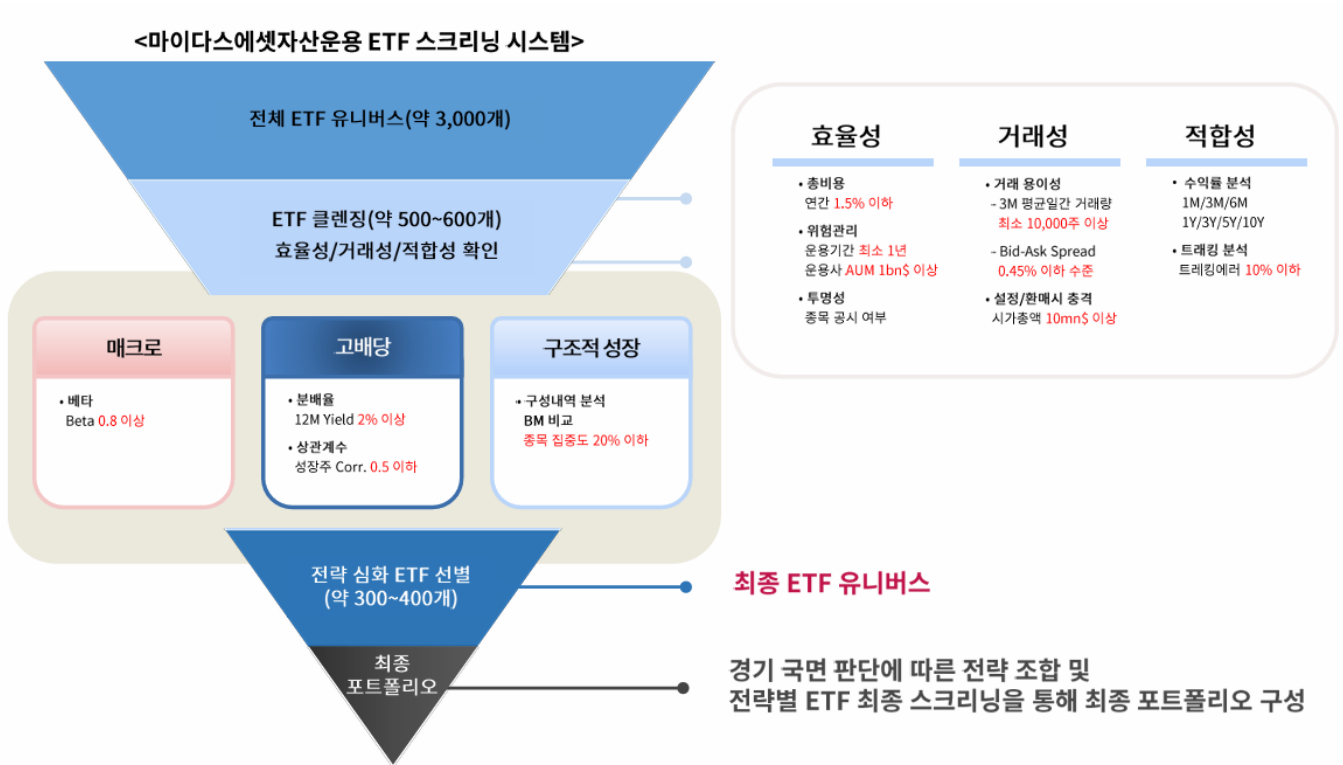 <마이다스에셋자산운용 ETF 스크리닝 시스템>
전체 ETF 유니버스(약 3,000개)
ETF 클렌징(약 500~600개)
효율성/거래성/적합성 확인
효율성
• 총비용
연간 1.5% 이하
• 위험관리
운용기간 최소 1년
운용사 AUM 1bn$ 이상
• 투명성
종목 공시 여부
거래성
• 거래 용이성
- 3M 평균일간 거래량
최소 10,000주 이상
- Bid-Ask Spread
0.45% 이하 수준
• 설정/환매시 충격
시가총액 10mn$ 이상
적합성
• 수익률 분석
1M/3M/6M
1Y/3Y/5Y/10Y
• 트래킹 분석
트레킹에러 10% 이하
매크로
• 베타
Beta 0.8 이상
고배당
• 분배율
12M Yield 2% 이상
• 상관계수
성장주 Corr. 0.5 이하
구조적 성장
• 구성내역 분석
BM 비교
종목 집중도 20% 이하
전략 심화 ETF 선별
(약 300~400개)
최종 ETF 유니버스
최종
포트폴리오
경기 국면 판단에 따른 전략 조합 및
전략별 ETF 최종 스크리닝을 통해 최종 포트폴리오 구성